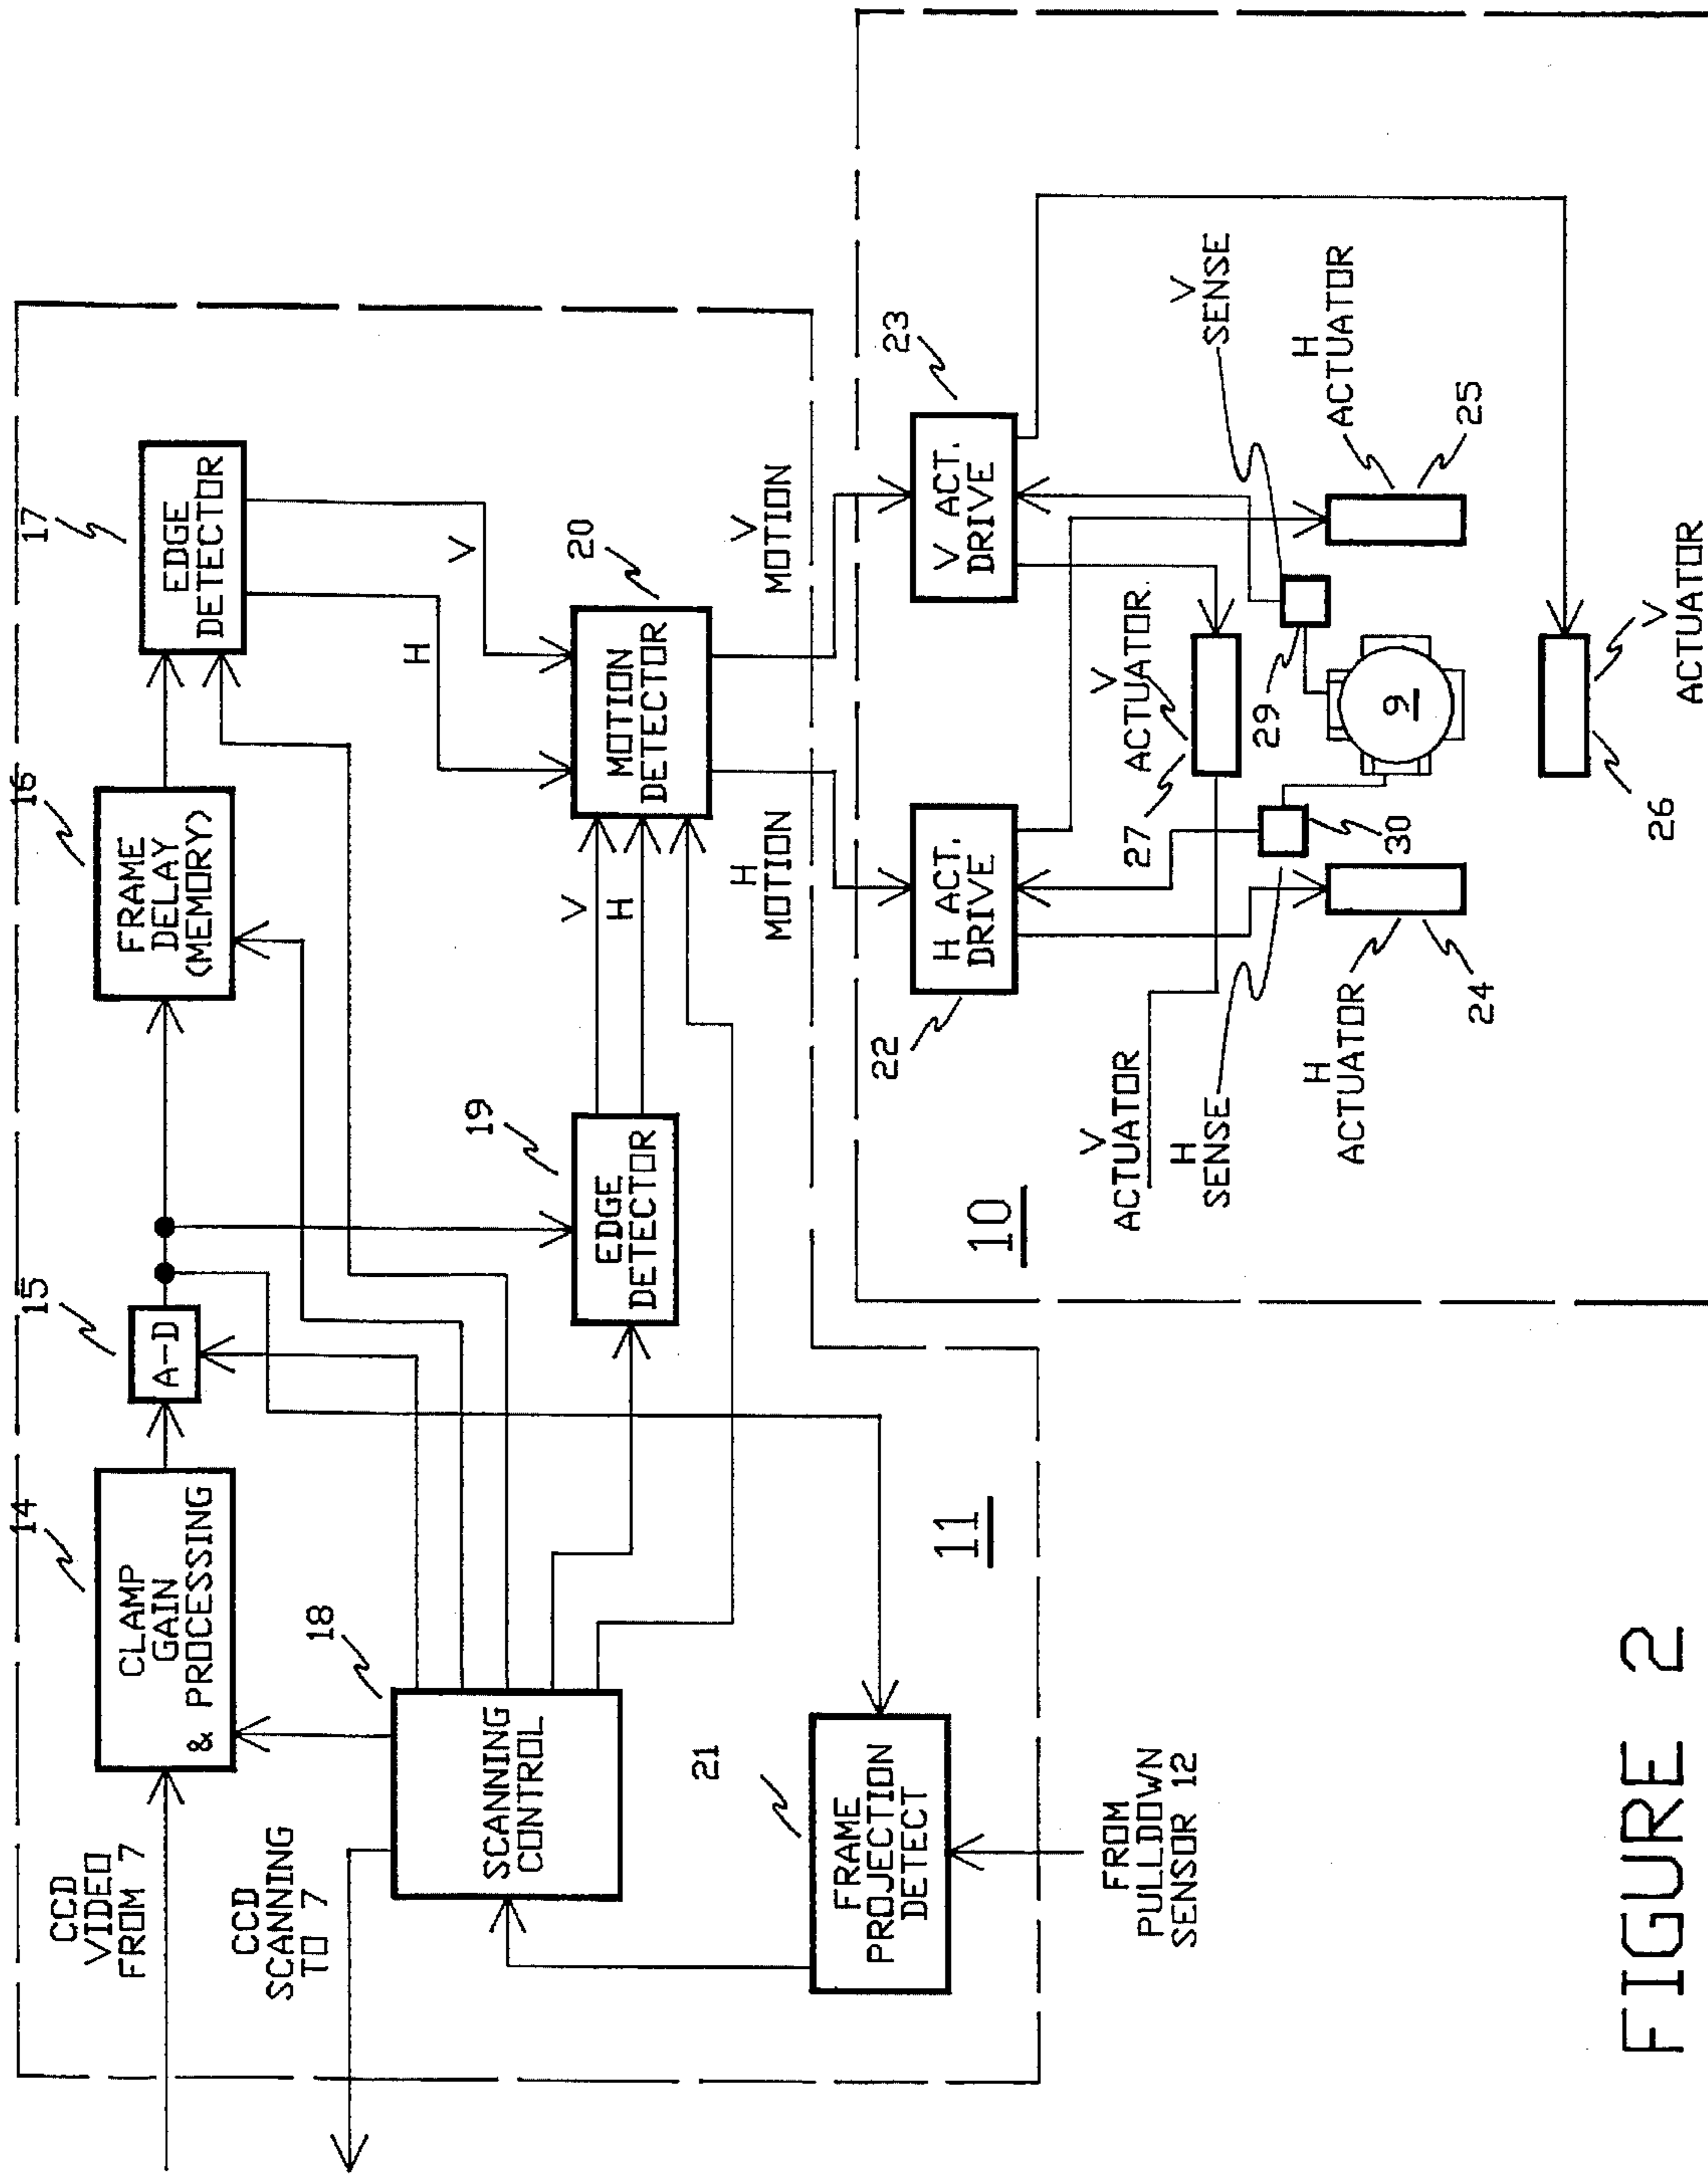 CCD
VIDEO
FROM 7
14
CLAMP
GAIN
& PROCESSING
15
A-D
16
FRAME
DELAY
(MEMORY)
17
EDGE
DETECTOR
CCD
SCANNING
TO 7
18
SCANNING
CONTROL
19
EDGE
DETECTOR
H
V
V
H
20
MOTION
DETECTOR
21
FRAME
PROJECTION
DETECT
FROM
PULLDOWN
SENSOR 12
11
H
MOTION
V
MOTION
10
22
H ACT.
DRIVE
23
V ACT.
DRIVE
V
ACTUATOR
H
SENSE
27
V
ACTUATOR
V
SENSE
29
30
9
H
ACTUATOR
24
H
ACTUATOR
25
26
V
ACTUATOR
FIGURE 2